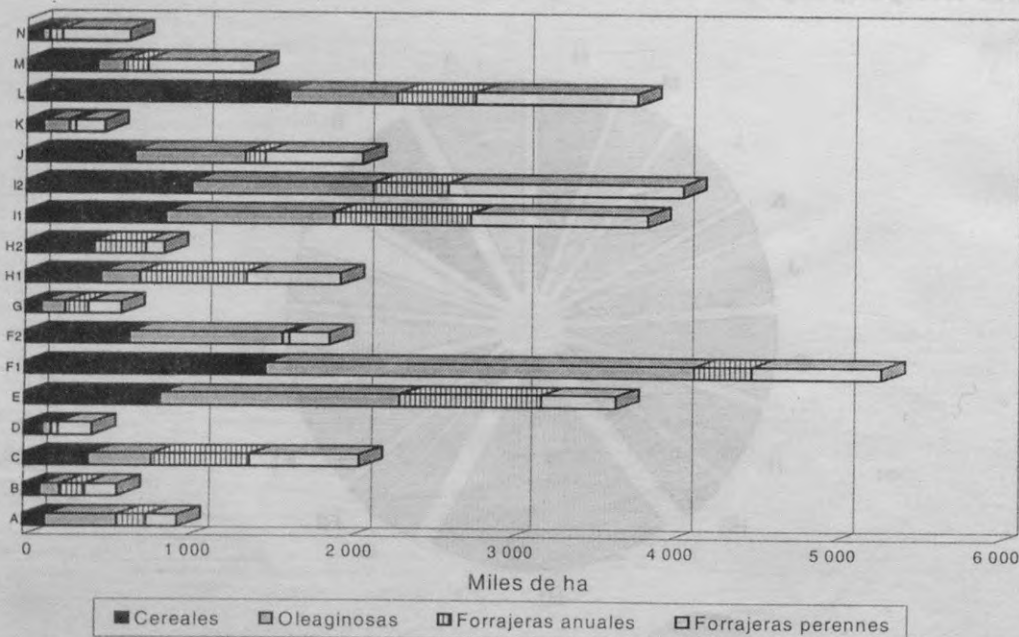 N
M
L
K
J
I2
I1
H2
H1
G
F2
F1
E
D
C
B
A
0 1 000 2 000 3 000 4 000 5 000 6 000
Miles de ha
Cereales Oleaginosas Forrajeras anuales Forrajeras perennes